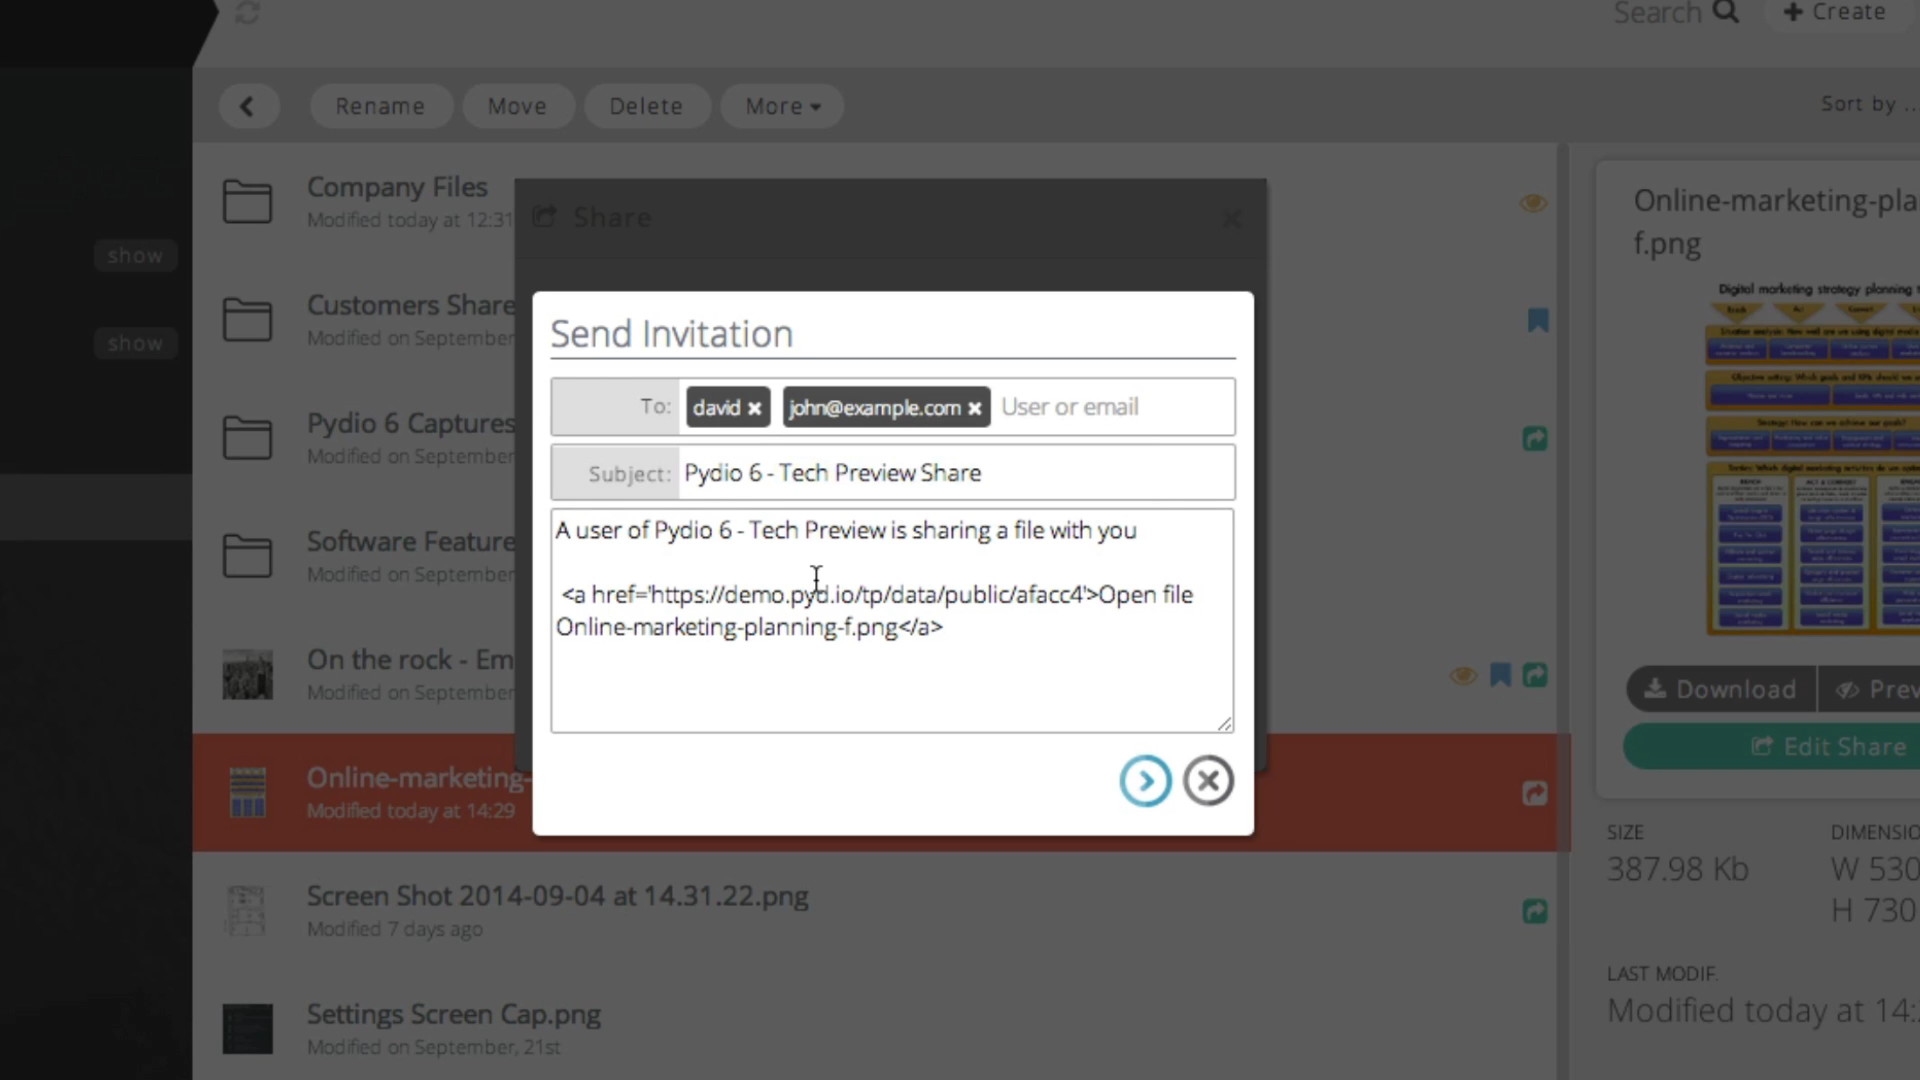 Search
+ Create
Rename
Move
Delete
More
Sort by ...
Company Files
Modified today at 12:31
show
show
Customers Share
Modified on September
Pydio 6 Captures
Modified on September
Software Feature
Modified on September
On the rock - Em
Modified on September
Online-marketing-
Modified today at 14:29
Screen Shot 2014-09-04 at 14.31.22.png
Modified 7 days ago
Settings Screen Cap.png
Modified on September, 21st
Share
Send Invitation
To: david john@example.com User or email
Subject: Pydio 6 - Tech Preview Share
A user of Pydio 6 - Tech Preview is sharing a file with you
<a href='https://demo.pyd.io/tp/data/public/afacc4'>Open file
Online-marketing-planning-f.png</a>
Online-marketing-pla
f.png
Digital marketing strategy planning
Download
Prev
Edit Share
SIZE
387.98 Kb
DIMENSIO
W 530
H 730
LAST MODIF.
Modified today at 14: